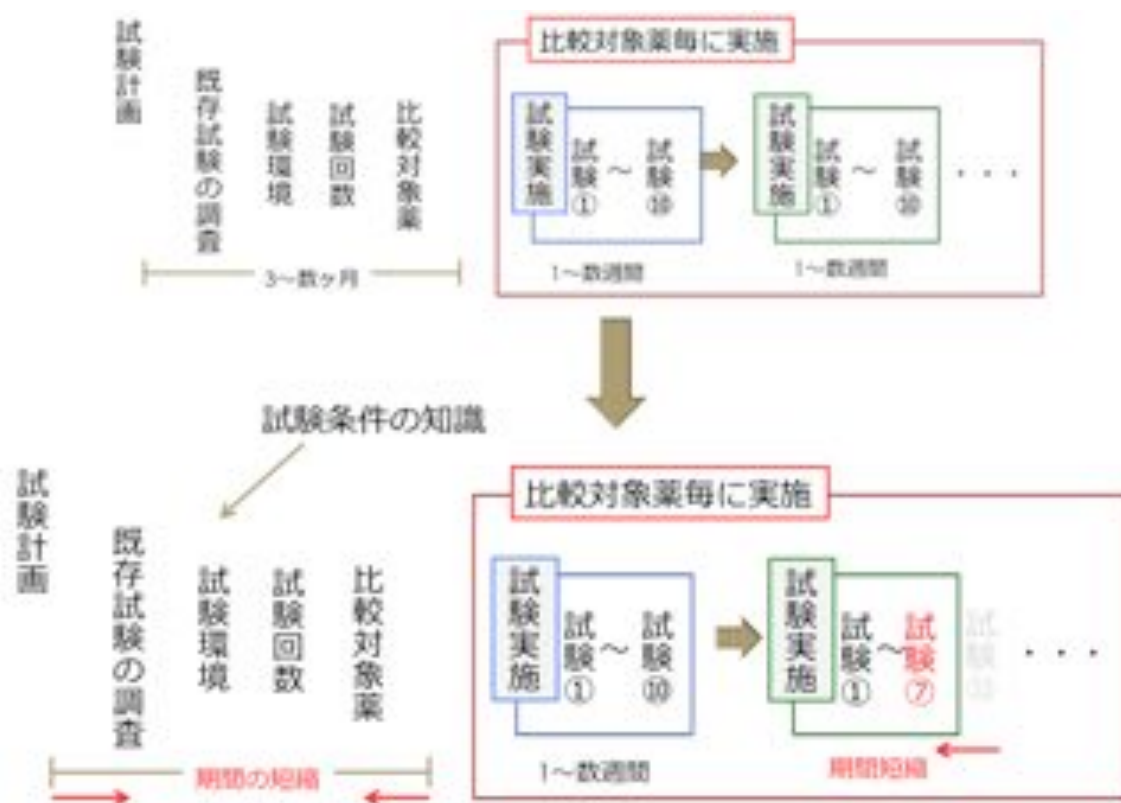 試験計画
既存試験の調査
試験環境
試験回数
比較対象薬
3～数ヶ月
比較対象薬毎に実施
試験実施
試験①
～
試験⑩
1～数週間
試験実施
試験①
～
試験⑩
1～数週間
・・・
試験条件の知識
試験計画
既存試験の調査
試験環境
試験回数
比較対象薬
期間の短縮
比較対象薬毎に実施
試験実施
試験①
～
試験⑩
1～数週間
試験実施
試験①
～
試験⑦
試験
期間短縮
・・・